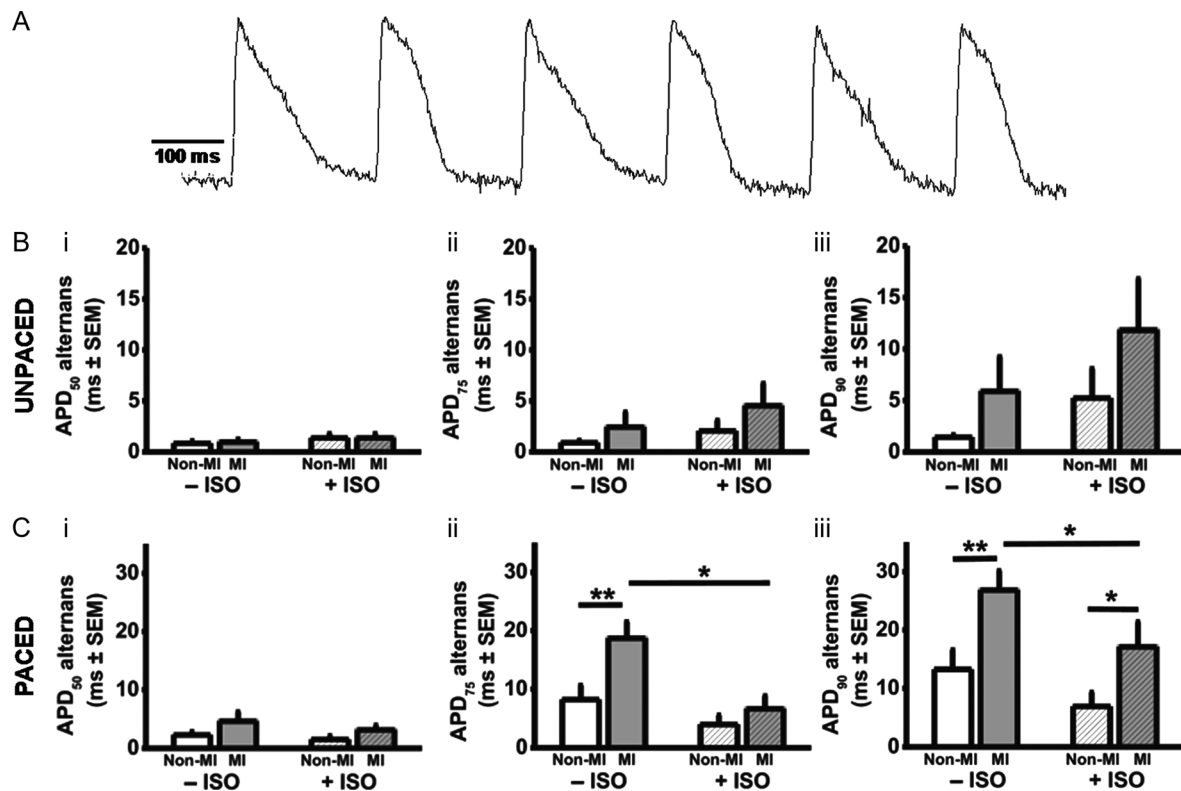 A
100 ms
B
UNPACED
i
APD50 alternans
(ms ± SEM)
20
15
10
5
0
Non-MI MI Non-MI MI
– ISO + ISO
ii
APD75 alternans
(ms ± SEM)
20
15
10
5
0
Non-MI MI Non-MI MI
– ISO + ISO
iii
APD90 alternans
(ms ± SEM)
20
15
10
5
0
Non-MI MI Non-MI MI
– ISO + ISO
C
PACED
i
APD50 alternans
(ms ± SEM)
30
20
10
0
Non-MI MI Non-MI MI
– ISO + ISO
ii
APD75 alternans
(ms ± SEM)
30
20
10
0
**
*
Non-MI MI Non-MI MI
– ISO + ISO
iii
APD90 alternans
(ms ± SEM)
30
20
10
0
**
*
*
Non-MI MI Non-MI MI
– ISO + ISO